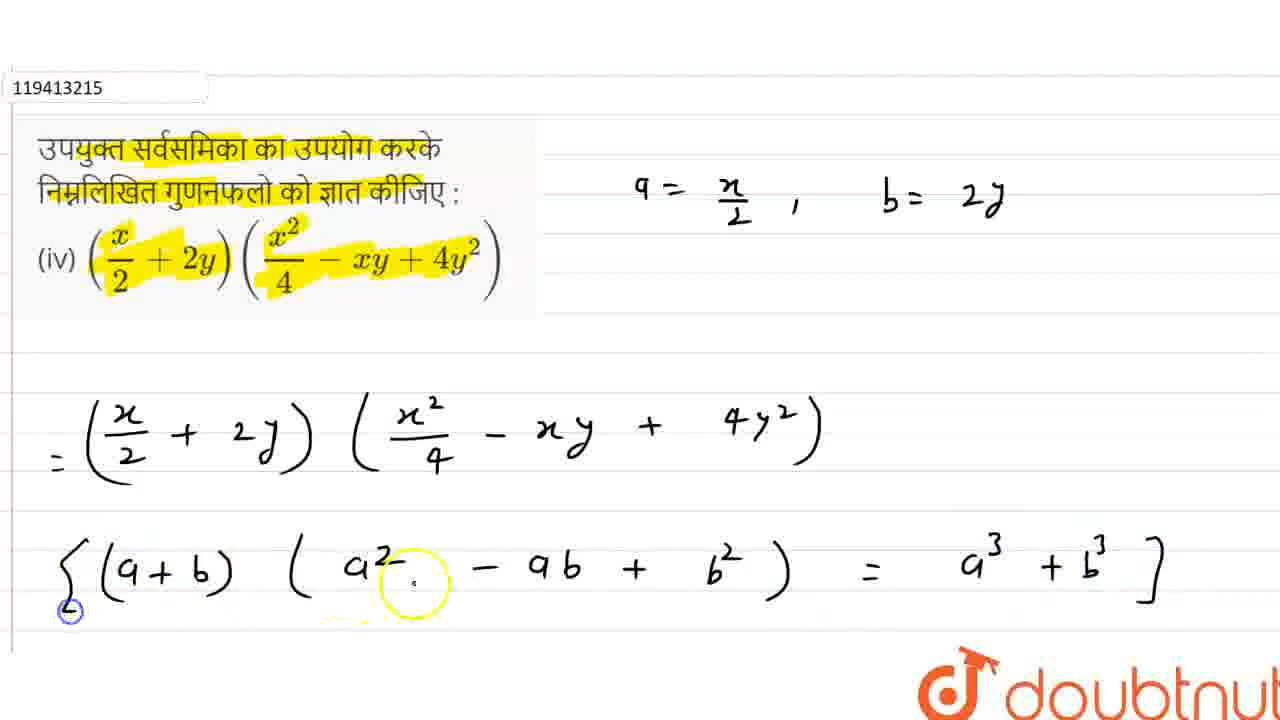 119413215
उपयुक्त सर्वसमिका का उपयोग करके
निम्नलिखित गुणनफलो को ज्ञात कीजिए :
(iv) (x/2 + 2y)(x²/4 − xy + 4y²)
a = x/2 , b = 2y
= (x/2 + 2y) (x²/4 − xy + 4y²)
{(a + b) (a² − ab + b²) = a³ + b³]
doubtnut